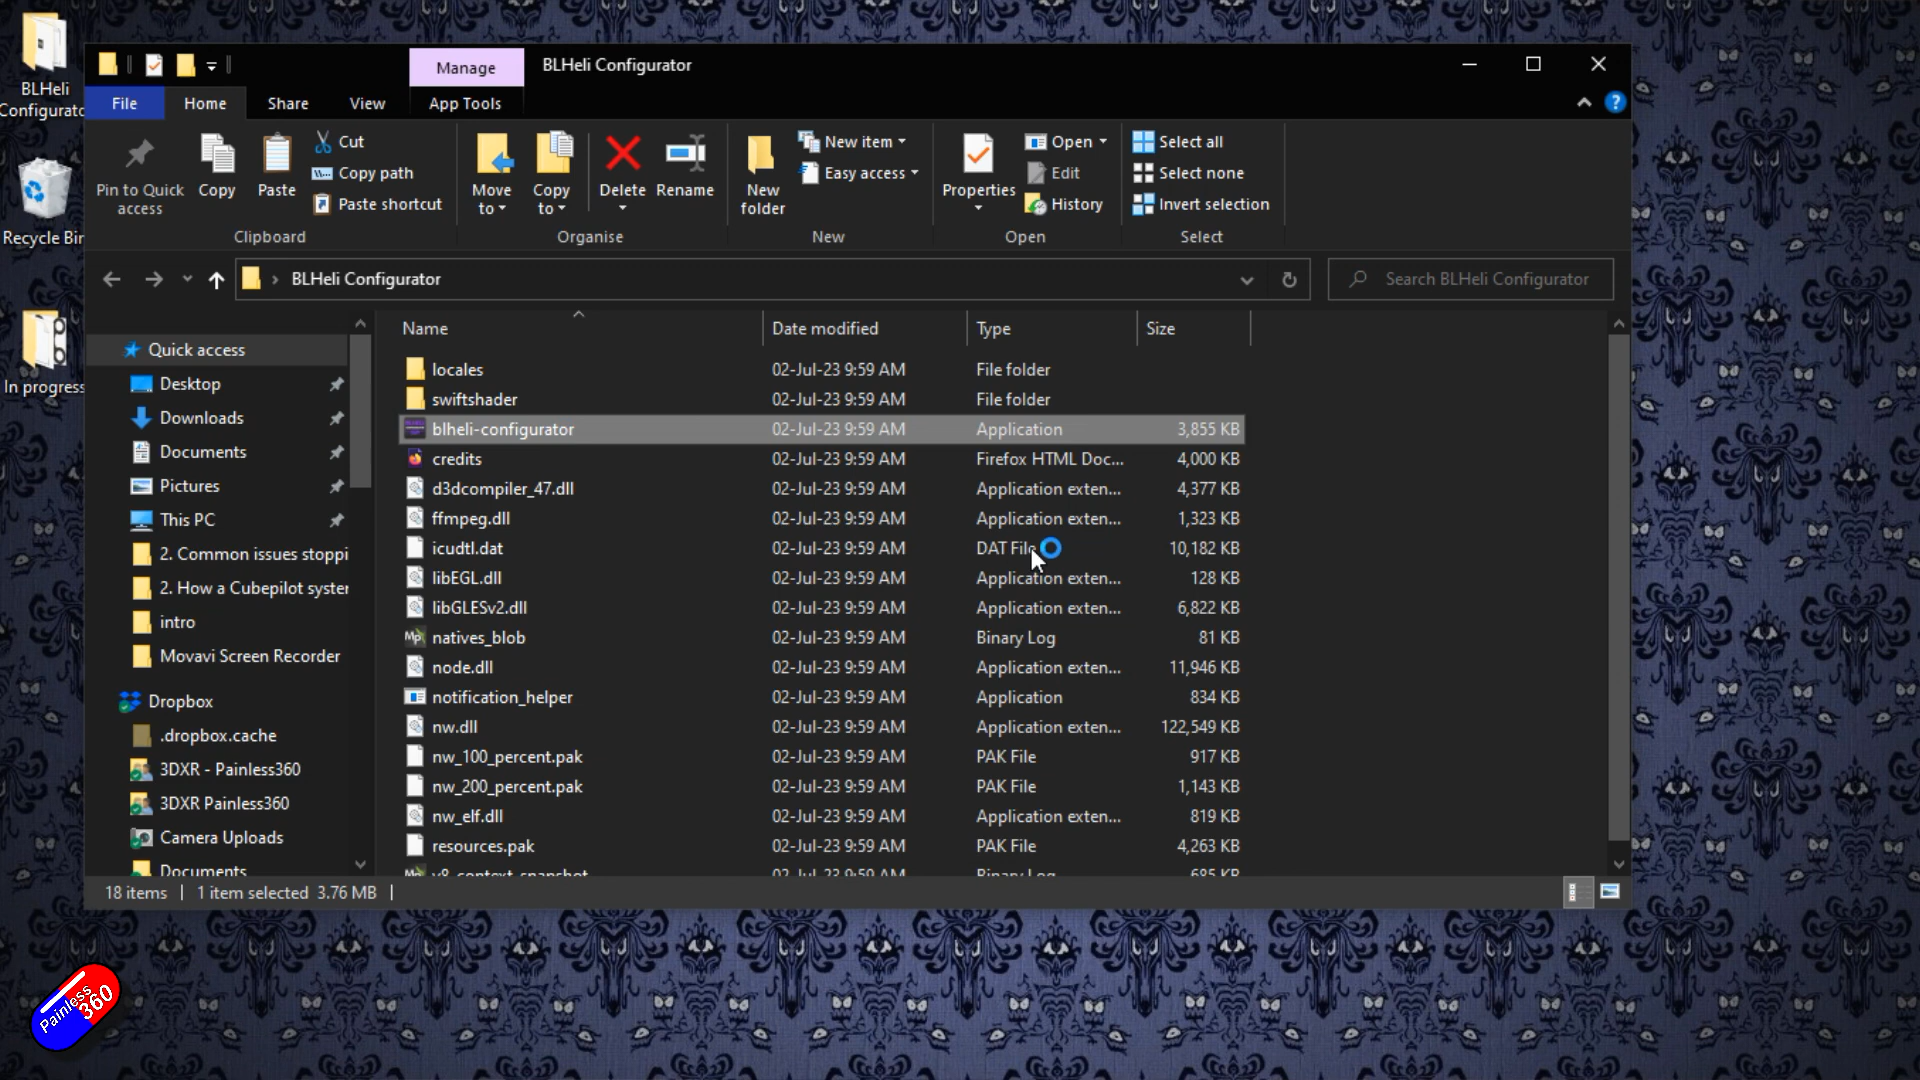 BLHeli
Configurato
Recycle Bin
In progress
Manage
BLHeli Configurator
File
Home
Share
View
App Tools
Pin to Quick
access
Copy
Paste
Cut
Copy path
Paste shortcut
Clipboard
Move
to
Copy
to
Delete
Rename
Organise
New
folder
New item
Easy access
New
Properties
Open
Edit
History
Open
Select all
Select none
Invert selection
Select
BLHeli Configurator
Search BLHeli Configurator
Quick access
Desktop
Downloads
Documents
Pictures
This PC
2. Common issues stoppi
2. How a Cubepilot syster
intro
Movavi Screen Recorder
Dropbox
.dropbox.cache
3DXR - Painless360
3DXR Painless360
Camera Uploads
Documents
Name Date modified Type Size
locales 02-Jul-23 9:59 AM File folder
swiftshader 02-Jul-23 9:59 AM File folder
blheli-configurator 02-Jul-23 9:59 AM Application 3,855 KB
credits 02-Jul-23 9:59 AM Firefox HTML Doc... 4,000 KB
d3dcompiler_47.dll 02-Jul-23 9:59 AM Application exten... 4,377 KB
ffmpeg.dll 02-Jul-23 9:59 AM Application exten... 1,323 KB
icudtl.dat 02-Jul-23 9:59 AM DAT File 10,182 KB
libEGL.dll 02-Jul-23 9:59 AM Application exten... 128 KB
libGLESv2.dll 02-Jul-23 9:59 AM Application exten... 6,822 KB
natives_blob 02-Jul-23 9:59 AM Binary Log 81 KB
node.dll 02-Jul-23 9:59 AM Application exten... 11,946 KB
notification_helper 02-Jul-23 9:59 AM Application 834 KB
nw.dll 02-Jul-23 9:59 AM Application exten... 122,549 KB
nw_100_percent.pak 02-Jul-23 9:59 AM PAK File 917 KB
nw_200_percent.pak 02-Jul-23 9:59 AM PAK File 1,143 KB
nw_elf.dll 02-Jul-23 9:59 AM Application exten... 819 KB
resources.pak 02-Jul-23 9:59 AM PAK File 4,263 KB
v8_context_snapshot 02-Jul-23 9:59 AM Binary Log 685 KB
18 items 1 item selected 3.76 MB
Painless
360